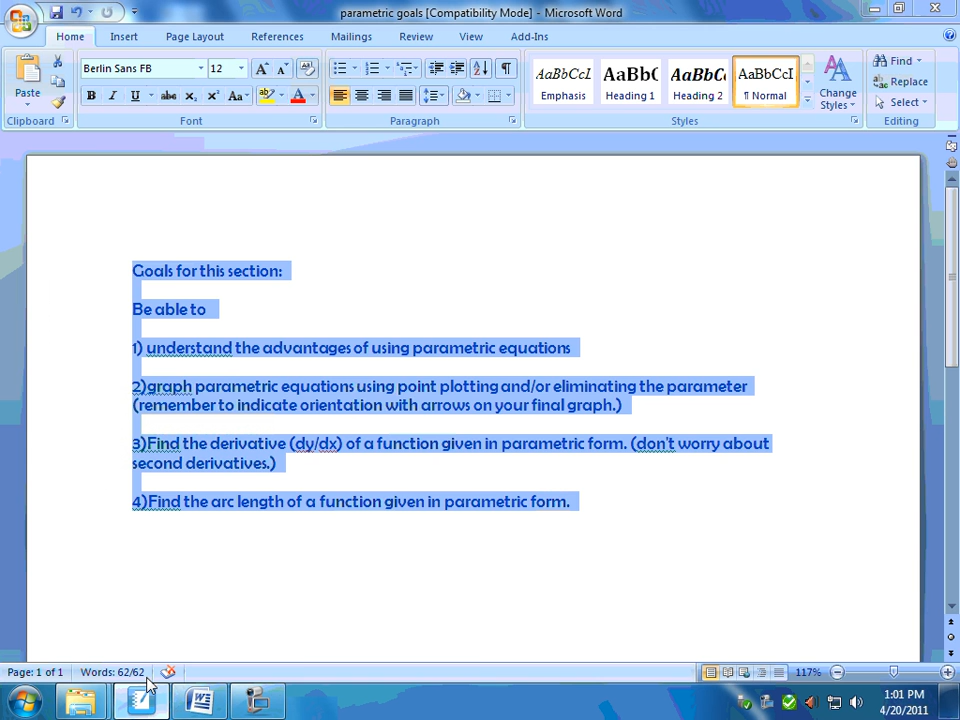 parametric goals [Compatibility Mode] - Microsoft Word
Home Insert Page Layout References Mailings Review View Add-Ins
Berlin Sans FB 12 AaBbCcI AaBbC AaBbC AaBbCcI Find
Paste Replace
B I U abc x₂ x² Aa A Emphasis Heading 1 Heading 2 ¶ Normal Change Styles Select
Clipboard Font Paragraph Styles Editing
Goals for this section:
Be able to
1) understand the advantages of using parametric equations
2)graph parametric equations using point plotting and/or eliminating the parameter
(remember to indicate orientation with arrows on your final graph.)
3)Find the derivative (dy/dx) of a function given in parametric form. (don't worry about
second derivatives.)
4)Find the arc length of a function given in parametric form.
Page: 1 of 1 Words: 62/62 117%
1:01 PM
4/20/2011